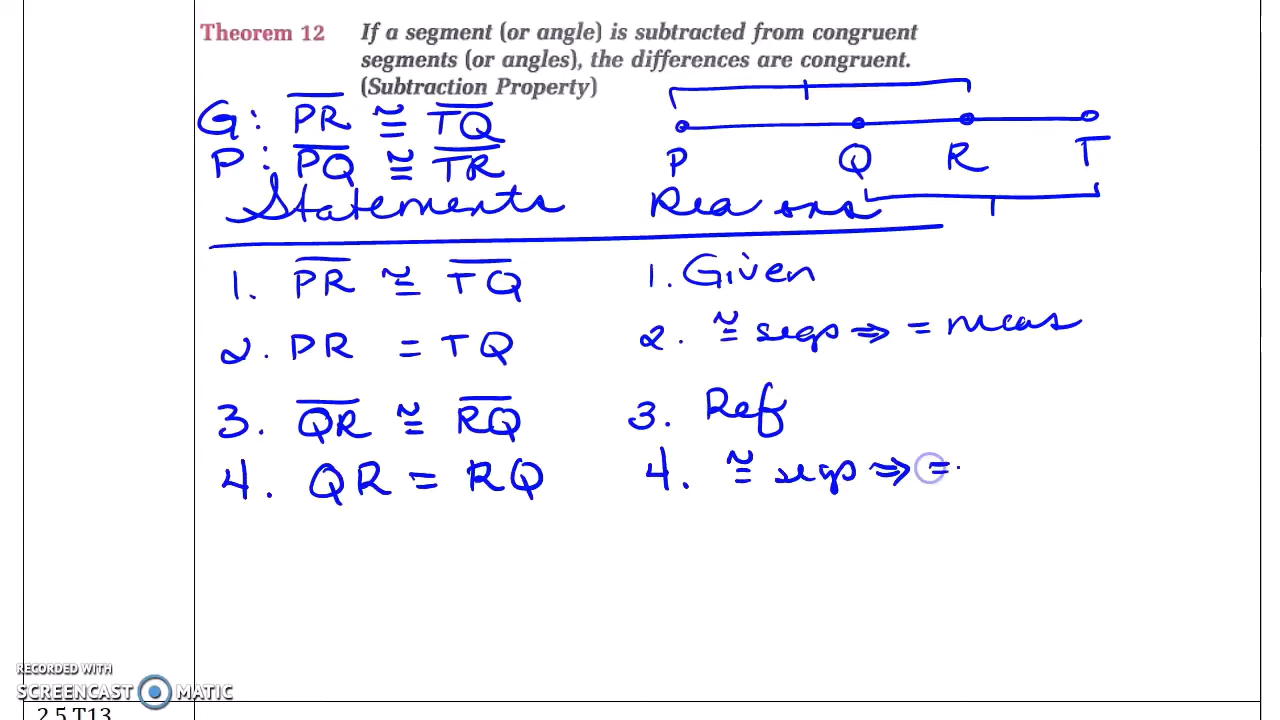 Theorem 12 If a segment (or angle) is subtracted from congruent
segments (or angles), the differences are congruent.
(Subtraction Property)
G: PR ≅ TQ
P: PQ ≅ TR
P Q R T
Statements Reasons
1. PR ≅ TQ 1. Given
2. PR = TQ 2. ≅ segs ⇒ = meas
3. QR ≅ RQ 3. Ref
4. QR = RQ 4. ≅ segs ⇒ =
RECORDED WITH
SCREENCAST MATIC
2.5 T13